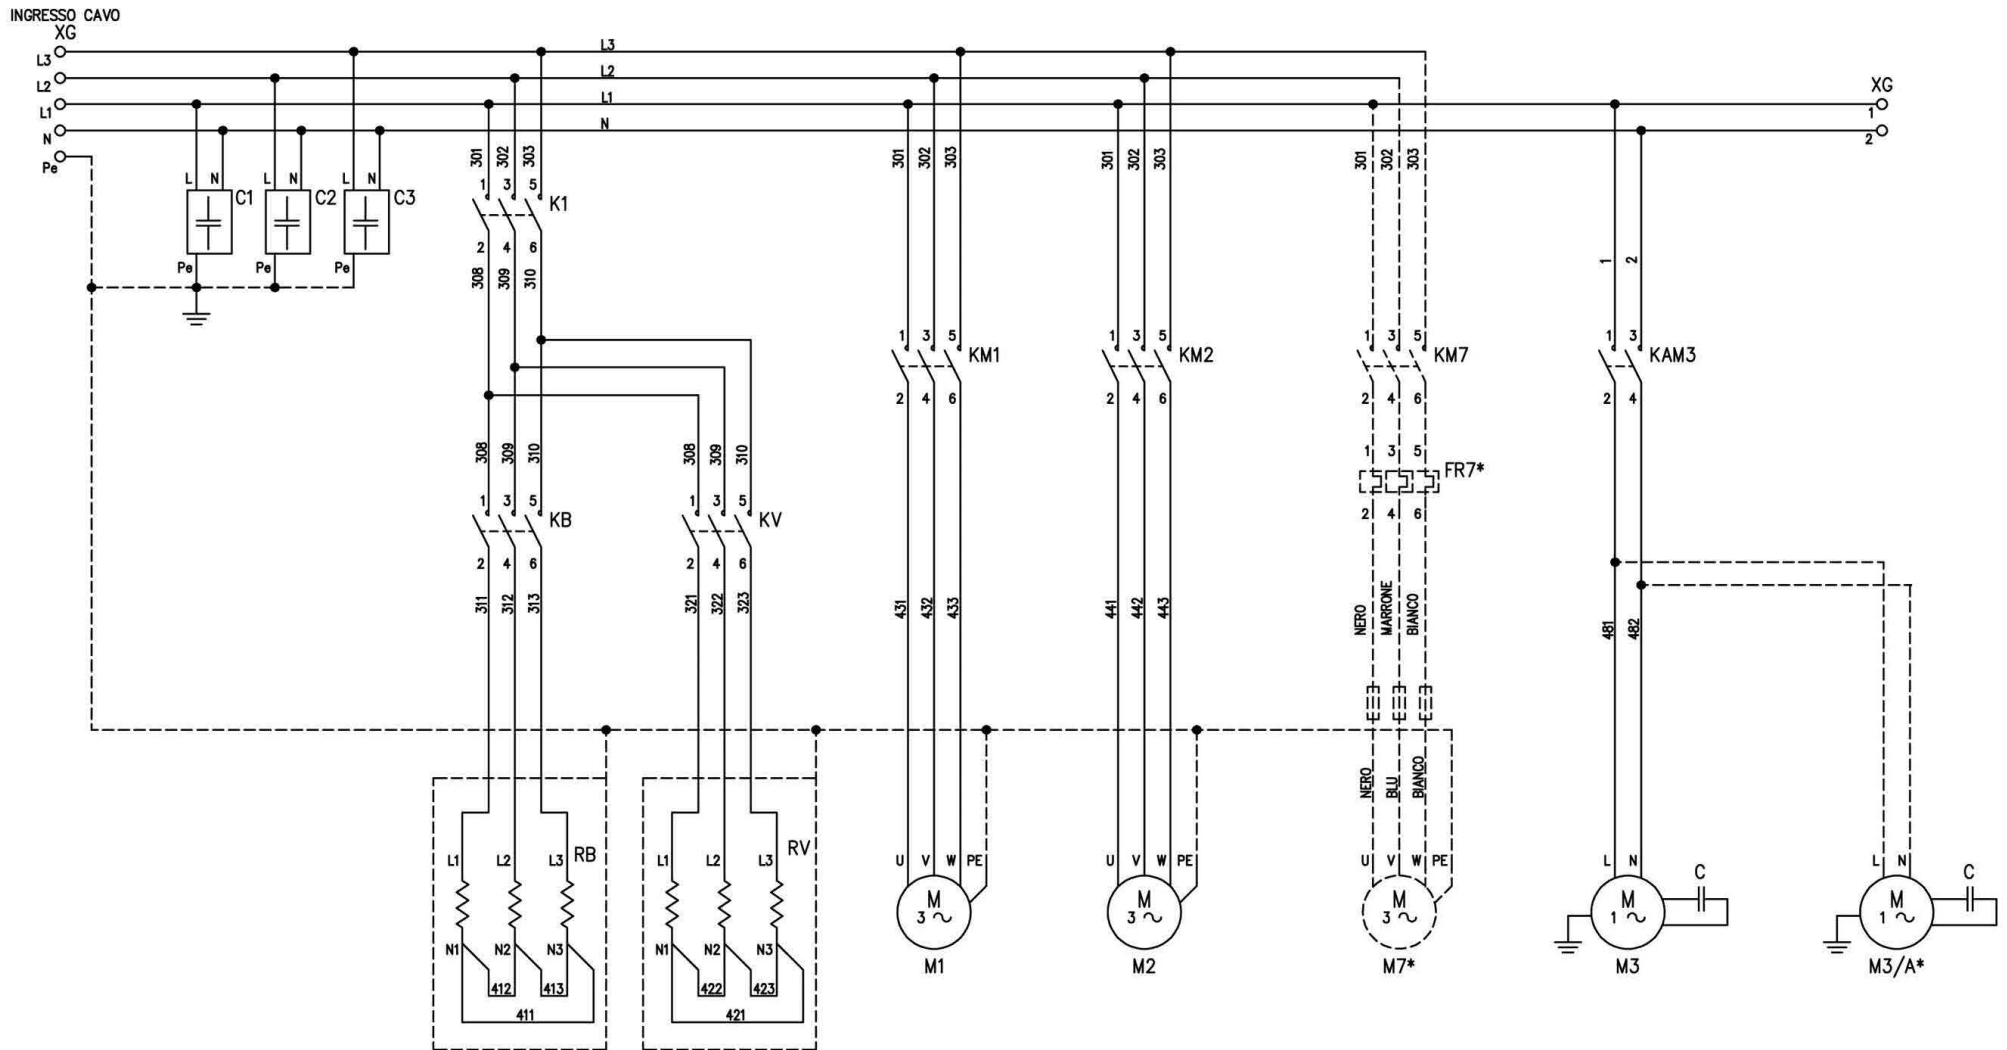 INGRESSO CAVO
XG
L3 L3
L2 L2
L1 L1 XG
N N 1
Pe 2
301 302 303 301 302 303 301 302 303 301 302 303
L N C1 L N C2 L N C3
1 3 5 K1
2 4 6
Pe Pe Pe
308 309 310 1 2
1 3 5 KM1 1 3 5 KM2 1 3 5 KM7 1 3 KAM3
2 4 6 2 4 6 2 4 6 2 4
308 309 310 308 309 310 1 3 5 FR7*
1 3 5 KB 1 3 5 KV 2 4 6
2 4 6 2 4 6
311 312 313 321 322 323 431 432 433 441 442 443 NERO MARRONE BIANCO 481 482
NERO BLU BIANCO
L1 L2 L3 RB L1 L2 L3 RV U V W PE U V W PE U V W PE L N L N
C C
M M M M M
3 ~ 3 ~ 3 ~ 1 ~ 1 ~
N1 N2 N3 N1 N2 N3
M1 M2 M7* M3 M3/A*
412 413 422 423
411 421